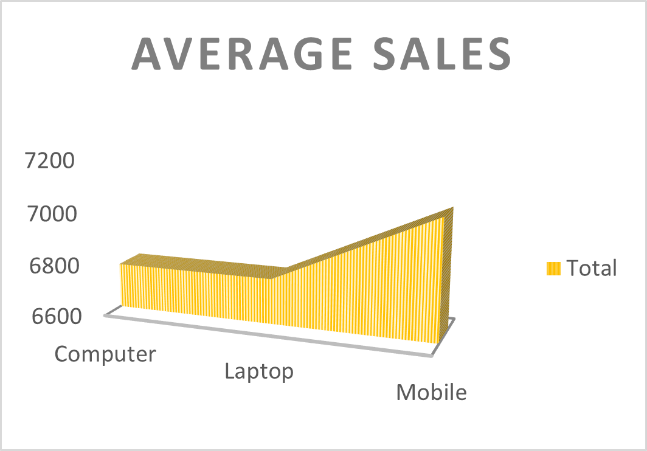 AVERAGE SALES
7200
7000
6800
6600
Computer
Laptop
Mobile
Total